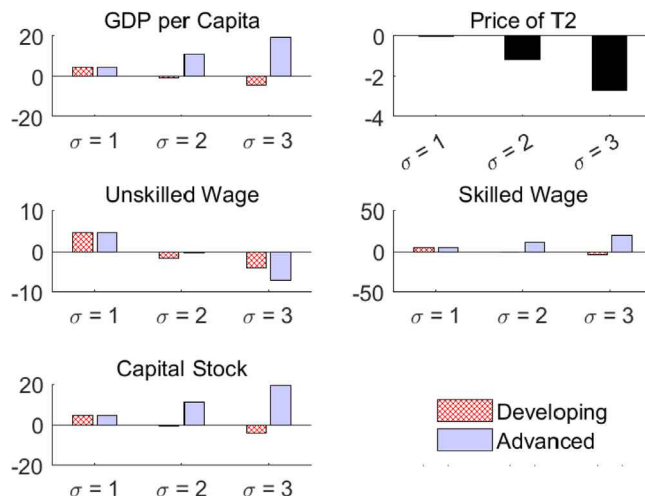 GDP per Capita
20
0
-20
σ = 1
σ = 2
σ = 3
Price of T2
0
-2
-4
σ = 1
σ = 2
σ = 3
Unskilled Wage
10
0
-10
σ = 1
σ = 2
σ = 3
Skilled Wage
50
0
-50
σ = 1
σ = 2
σ = 3
Capital Stock
20
0
-20
σ = 1
σ = 2
σ = 3
Developing
Advanced